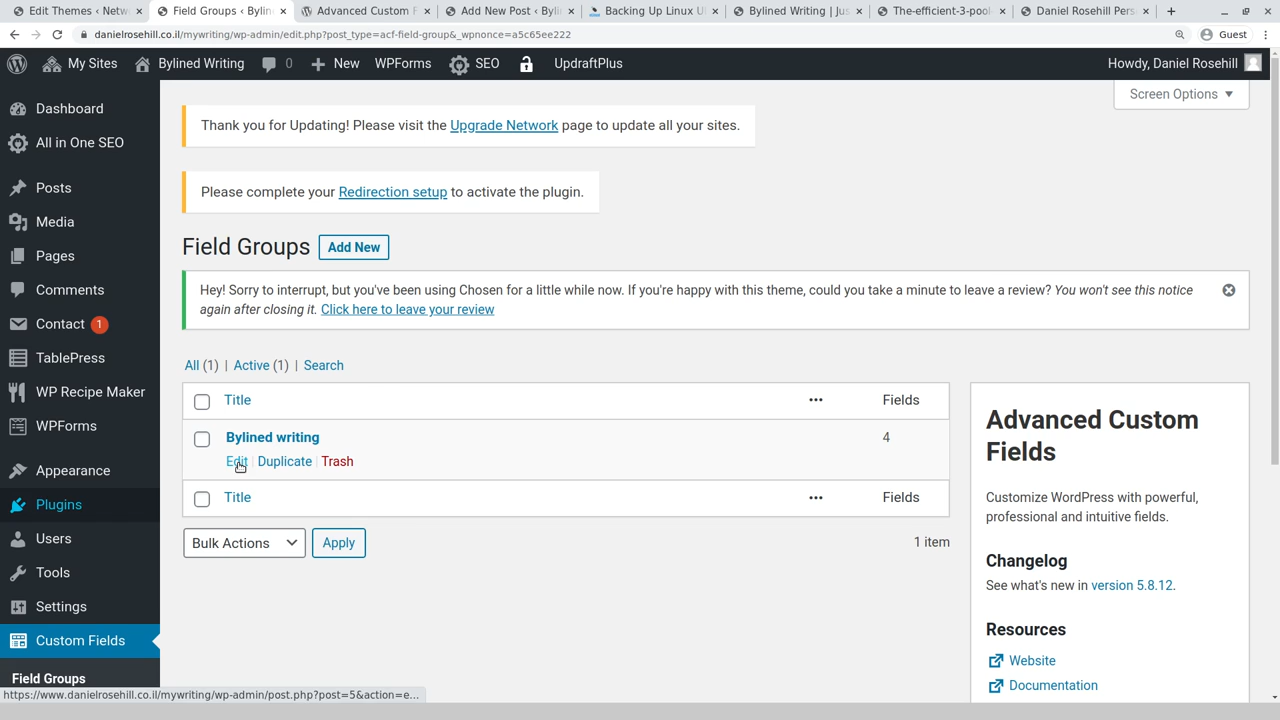 Edit Themes ‹ Netw
Field Groups ‹ Bylin
Advanced Custom F
Add New Post ‹ Byli
Backing Up Linux U
Bylined Writing | Jus
The-efficient-3-pool
Daniel Rosehill Pers
danielrosehill.co.il/mywriting/wp-admin/edit.php?post_type=acf-field-group&_wpnonce=a5c65ee222
Guest
My Sites
Bylined Writing
0
New
WPForms
SEO
UpdraftPlus
Howdy, Daniel Rosehill
Dashboard
All in One SEO
Posts
Media
Pages
Comments
Contact 1
TablePress
WP Recipe Maker
WPForms
Appearance
Plugins
Users
Tools
Settings
Custom Fields
Field Groups
Screen Options
Thank you for Updating! Please visit the Upgrade Network page to update all your sites.
Please complete your Redirection setup to activate the plugin.
Field Groups
Add New
Hey! Sorry to interrupt, but you've been using Chosen for a little while now. If you're happy with this theme, could you take a minute to leave a review? You won't see this notice
again after closing it. Click here to leave your review
All (1) | Active (1) | Search
Title ••• Fields
Bylined writing 4
Edit | Duplicate | Trash
Title ••• Fields
Bulk Actions
Apply
1 item
Advanced Custom
Fields
Customize WordPress with powerful,
professional and intuitive fields.
Changelog
See what's new in version 5.8.12.
Resources
Website
Documentation
https://www.danielrosehill.co.il/mywriting/wp-admin/post.php?post=5&action=e...